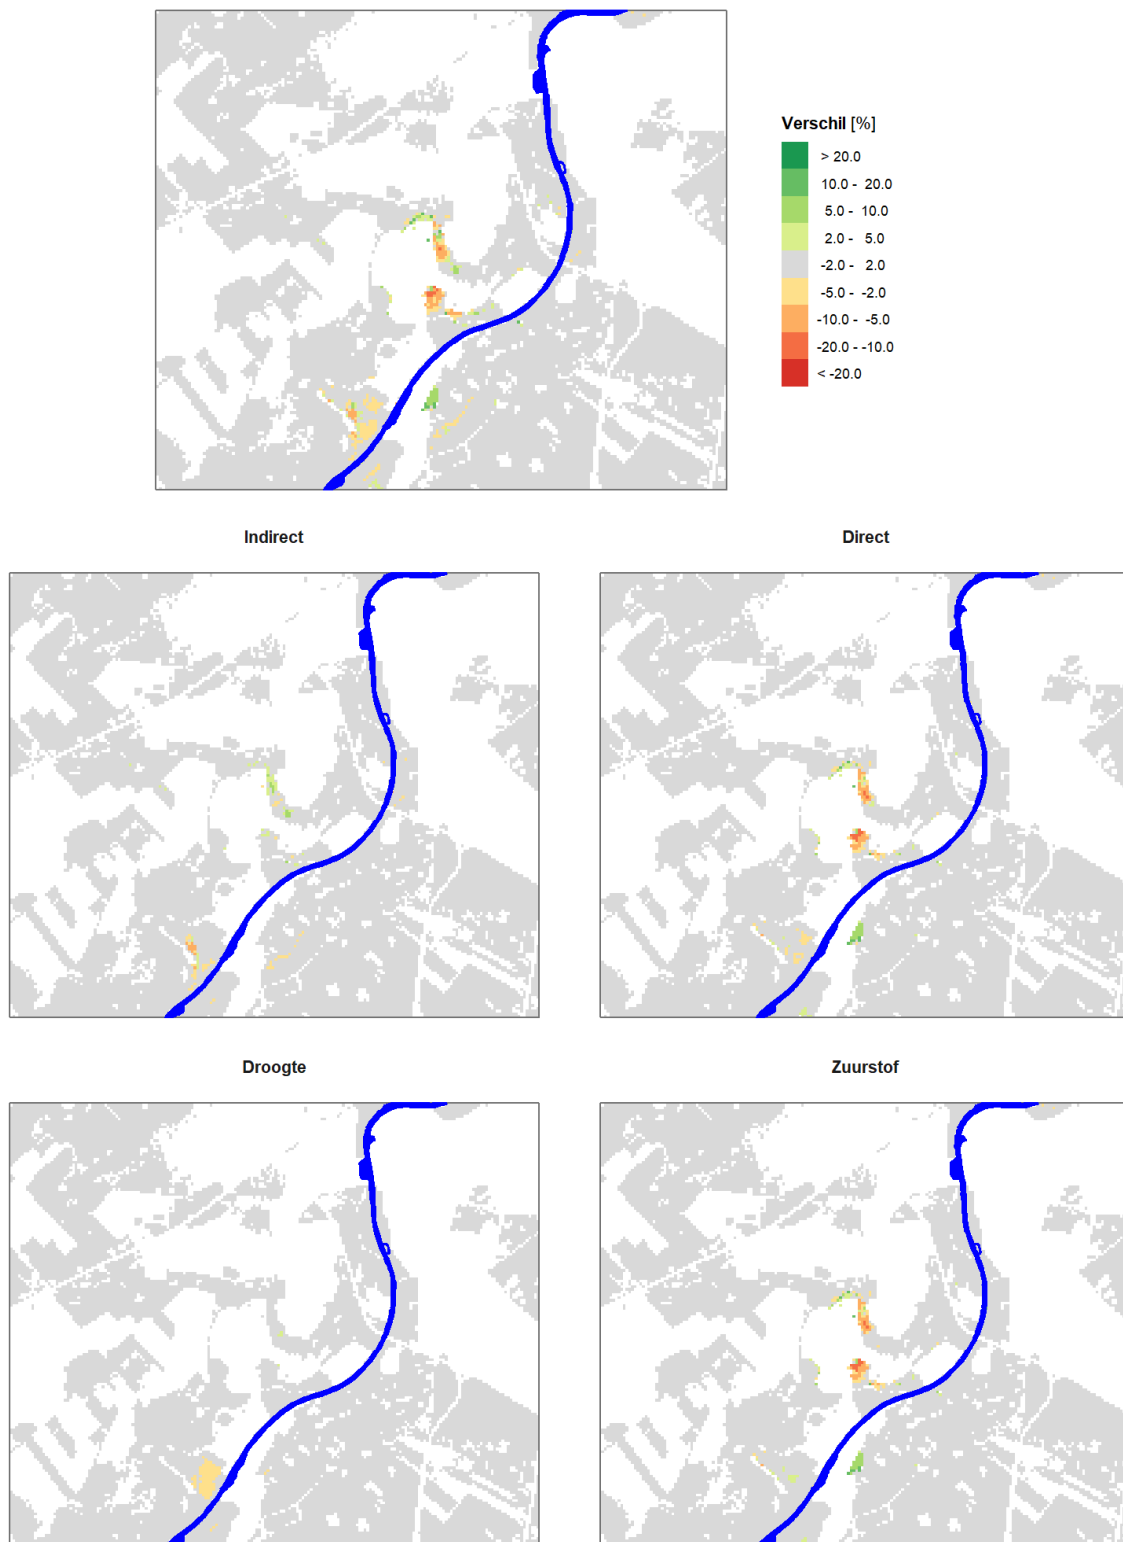 Verschil [%]
> 20.0
10.0 - 20.0
5.0 - 10.0
2.0 - 5.0
-2.0 - 2.0
-5.0 - -2.0
-10.0 - -5.0
-20.0 - -10.0
< -20.0
Indirect
Direct
Droogte
Zuurstof